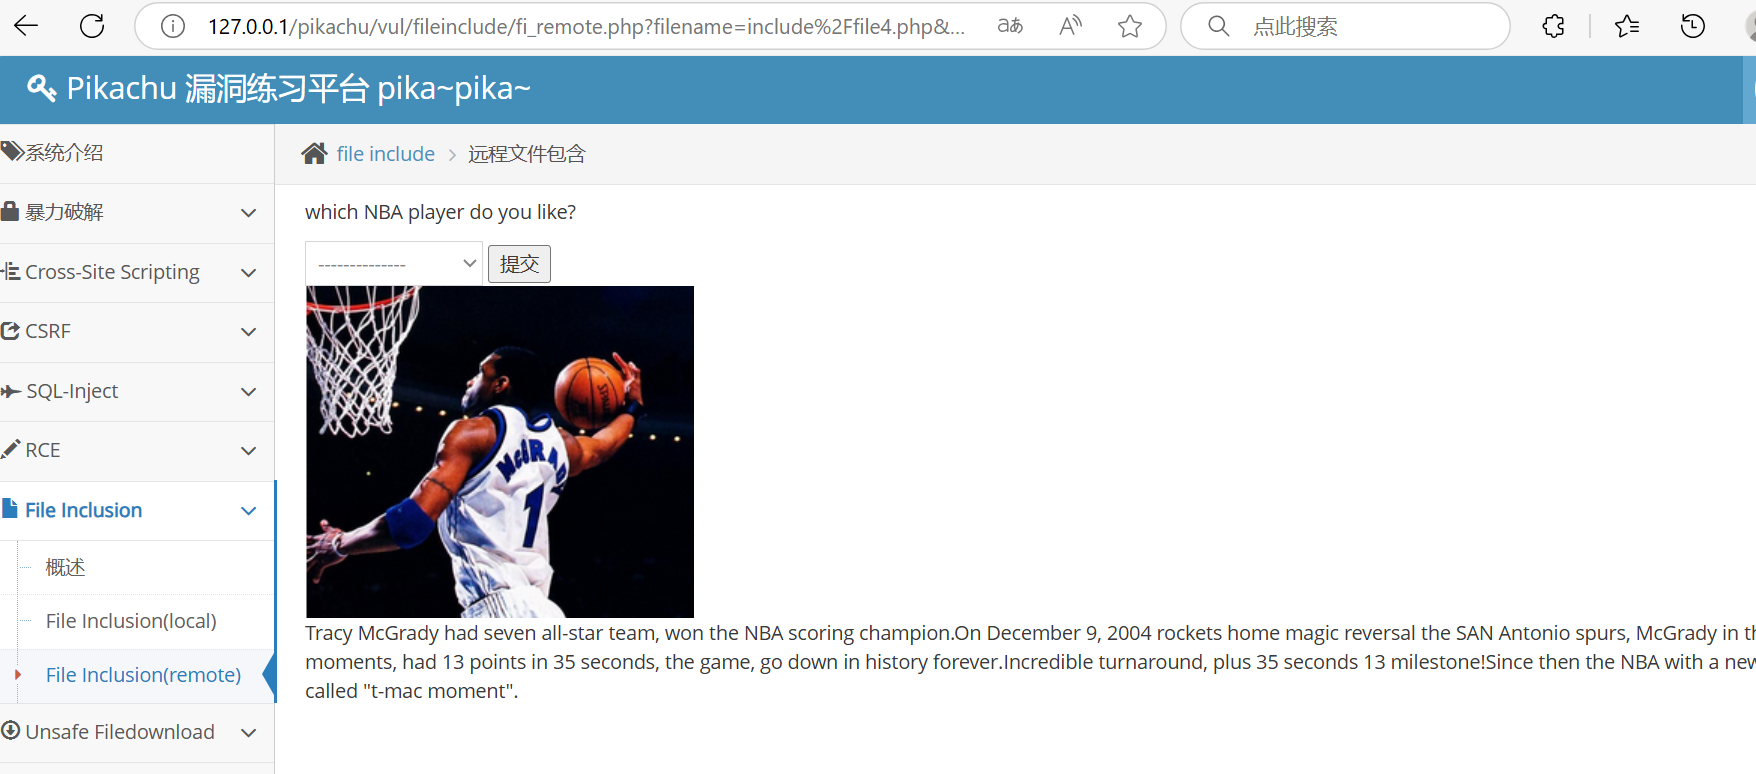 127.0.0.1/pikachu/vul/fileinclude/fi_remote.php?filename=include%2Ffile4.php&...
aあ
A
点此搜索
Pikachu 漏洞练习平台 pika~pika~
系统介绍
file include > 远程文件包含
暴力破解
which NBA player do you like?
--------------
提交
Cross-Site Scripting
CSRF
SQL-Inject
RCE
File Inclusion
概述
File Inclusion(local)
File Inclusion(remote)
Unsafe Filedownload
McGRADY
1
Tracy McGrady had seven all-star team, won the NBA scoring champion.On December 9, 2004 rockets home magic reversal the SAN Antonio spurs, McGrady in th
moments, had 13 points in 35 seconds, the game, go down in history forever.Incredible turnaround, plus 35 seconds 13 milestone!Since then the NBA with a new
called "t-mac moment".